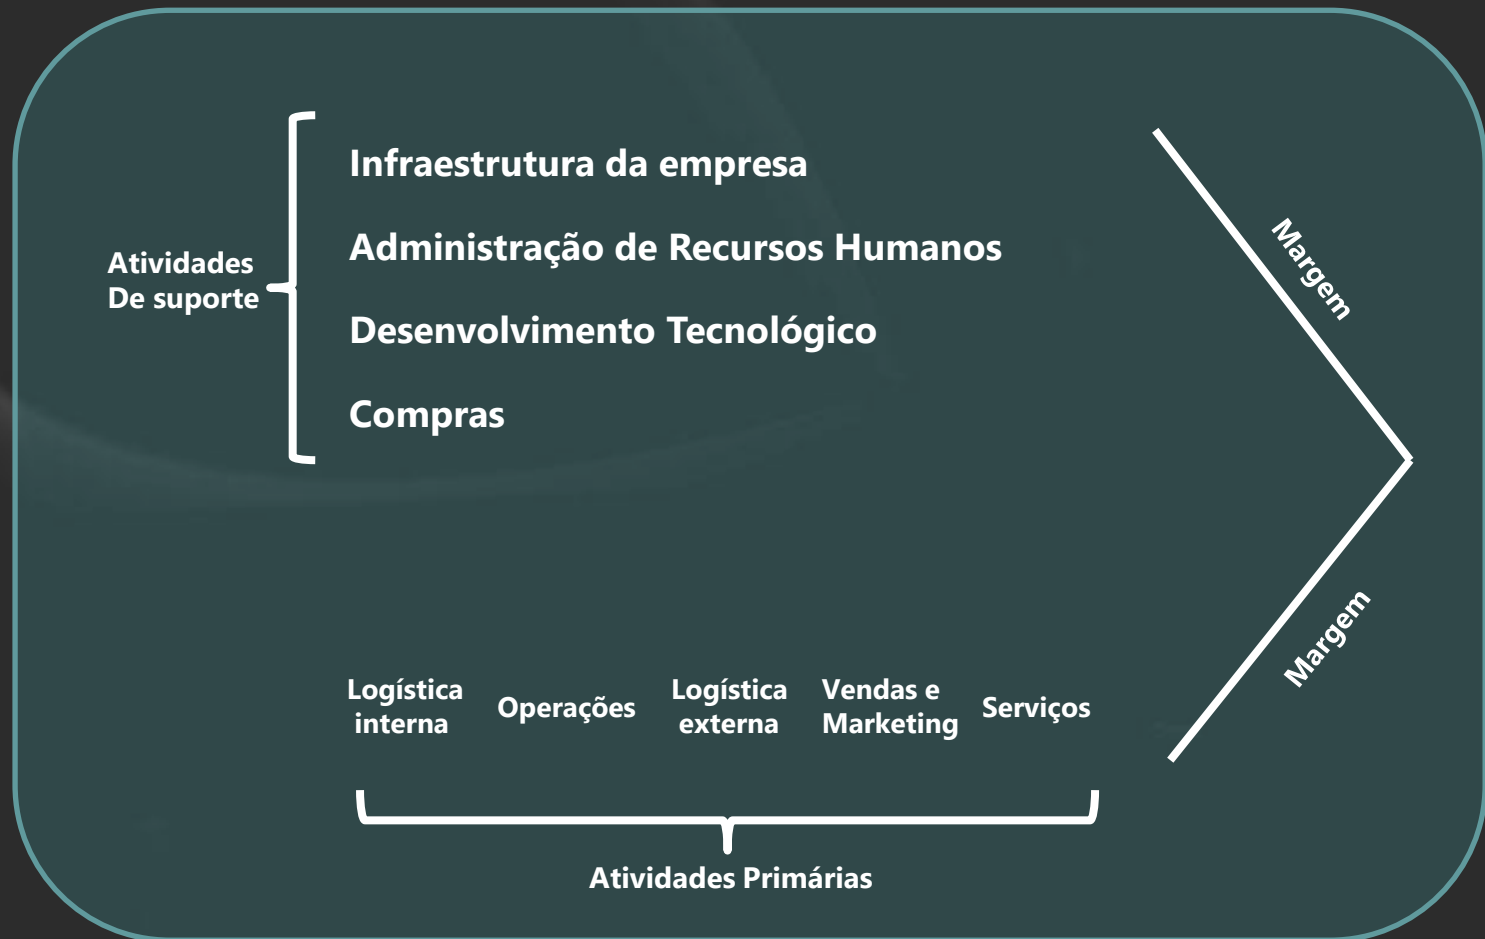 Infraestrutura da empresa
Administração de Recursos Humanos
Desenvolvimento Tecnológico
Compras
Atividades
De suporte
Margem
Margem
Logística
interna
Operações
Logística
externa
Vendas e
Marketing
Serviços
Atividades Primárias